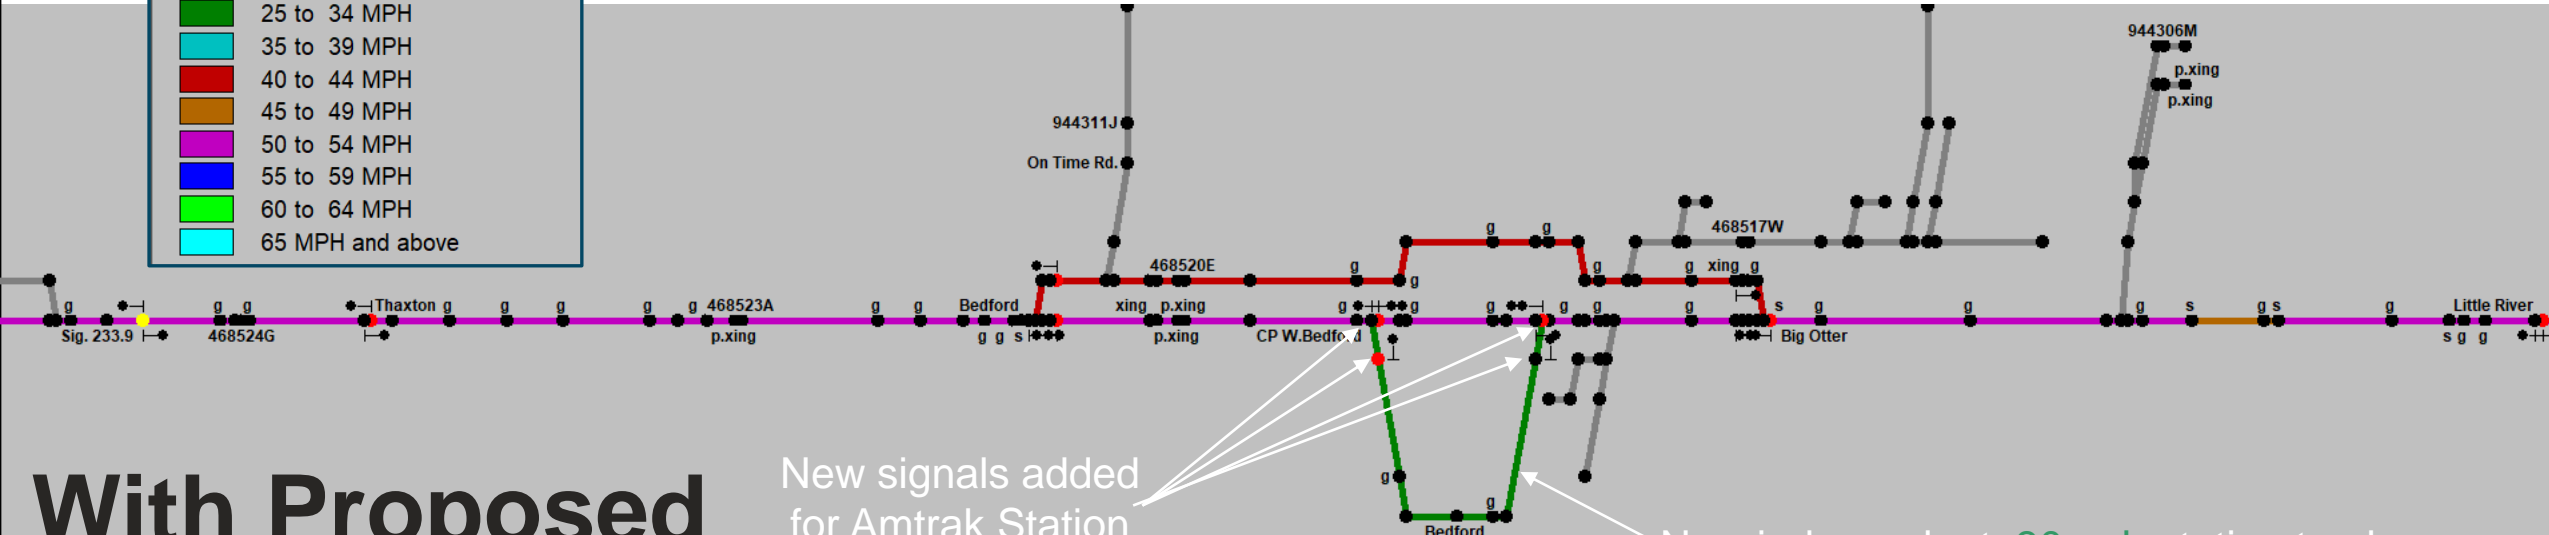 25 to 34 MPH
35 to 39 MPH
40 to 44 MPH
45 to 49 MPH
50 to 54 MPH
55 to 59 MPH
60 to 64 MPH
65 MPH and above
944306M
p.xing
p.xing
944311J
On Time Rd.
468517W
g g
468520E g g g g xing g
g g g Thaxton g g g g g 468523A g g Bedford xing p.xing g g g g g g s g g g s g s g Little River
Sig. 233.9 468524G p.xing g g s p.xing CP W.Bedford Big Otter s g g
g
g
Bedford
With Proposed
New signals added
for Amtrak Station